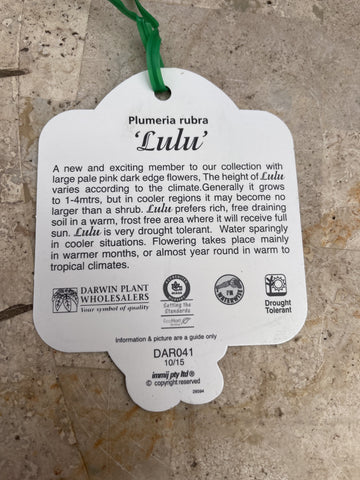 Plumeria rubra
‘Lulu’
A new and exciting member to our collection with
large pale pink dark edge flowers, The height of Lulu
varies according to the climate.Generally it grows
to 1-4mtrs, but in cooler regions it may become no
larger than a shrub. Lulu prefers rich, free draining
soil in a warm, frost free area where it will receive full
sun. Lulu is very drought tolerant. Water sparingly
in cooler situations. Flowering takes place mainly
in warmer months, or almost year round in warm to
tropical climates.
DARWIN PLANT
WHOLESALERS
Your symbol of quality
Setting the
Standards
EcoHort
WATERWISE
Drought
Tolerant
Information & picture are a guide only
DAR041
10/15
immij pty ltd ®
© copyright reserved
28594